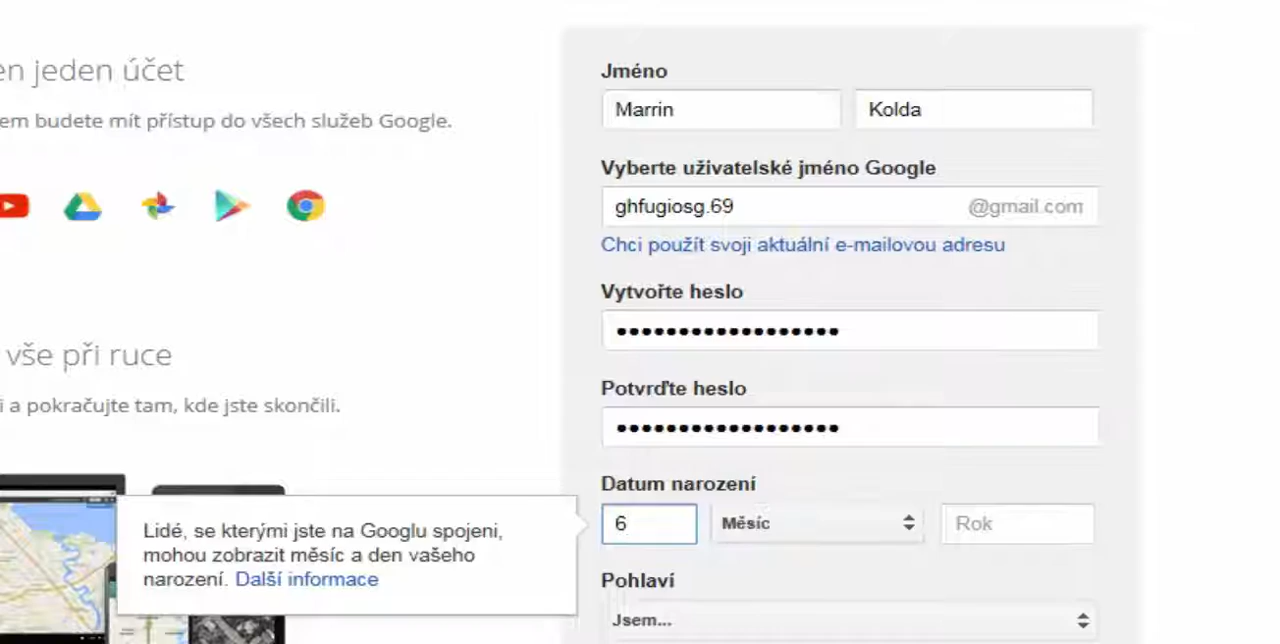 en jeden účet
em budete mít přístup do všech služeb Google.
vše při ruce
i a pokračujte tam, kde jste skončili.
Lidé, se kterými jste na Googlu spojeni,
mohou zobrazit měsíc a den vašeho
narození. Další informace
Jméno
Marrin Kolda
Vyberte uživatelské jméno Google
ghfugiosg.69 @gmail.com
Chci použít svoji aktuální e-mailovou adresu
Vytvořte heslo
••••••••••••••••••
Potvrďte heslo
••••••••••••••••••
Datum narození
6 Měsíc Rok
Pohlaví
Jsem...